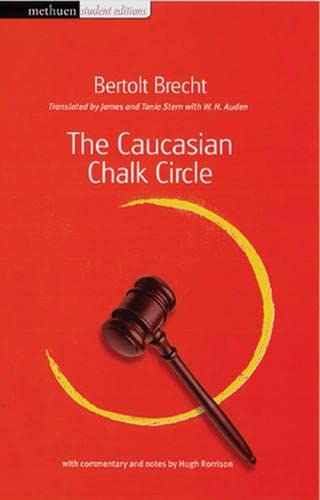 methuen student editions
Bertolt Brecht
Translated by James and Tania Stern with W. H. Auden
The Caucasian
Chalk Circle
with commentary and notes by Hugh Rorrison